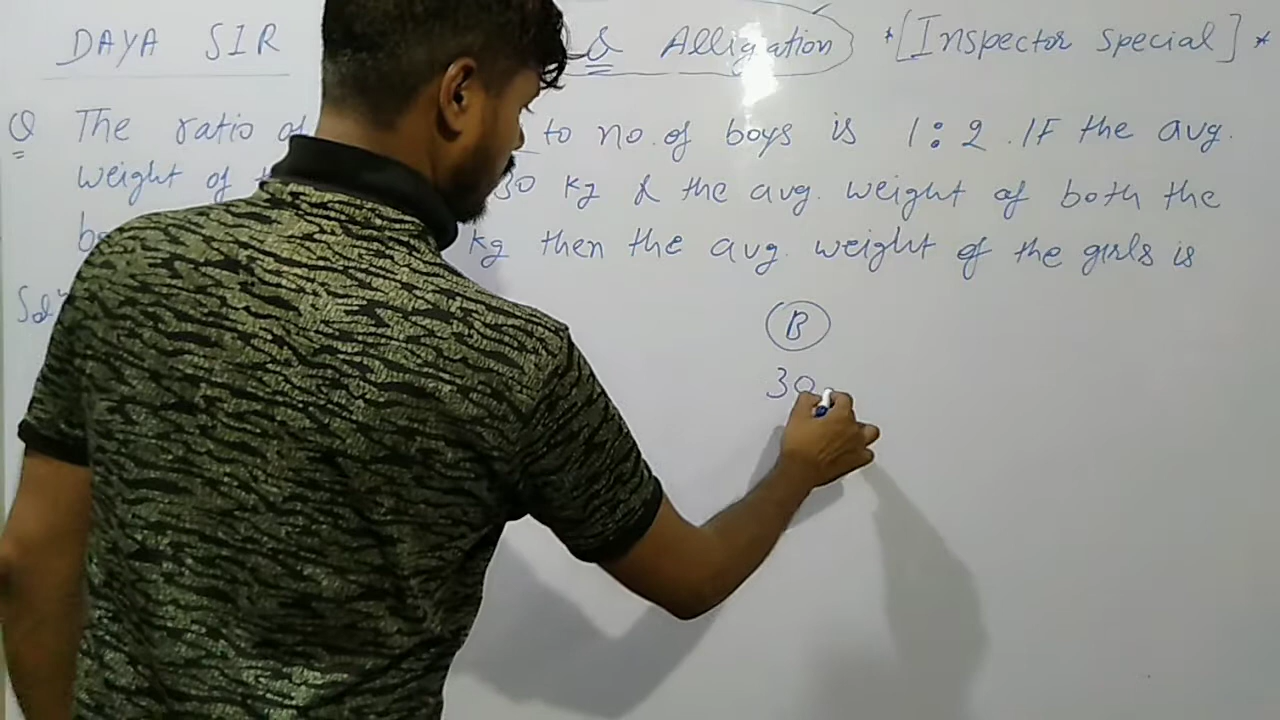 DAYA SIR & Alligation *[Inspector special]*
Q The ratio of to no. of boys is 1:2. If the avg.
weight of 30 kg & the avg. weight of both the
kg then the avg. weight of the girls is
Solⁿ
B
30